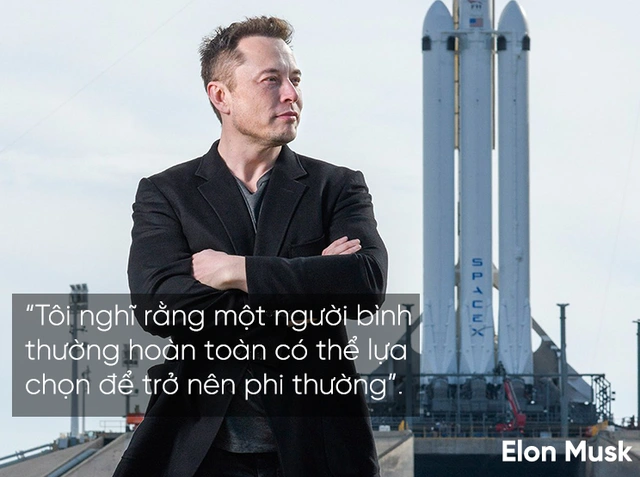 SPACEX
“Tôi nghĩ rằng một người bình
thường hoàn toàn có thể lựa
chọn để trở nên phi thường”.
Elon Musk